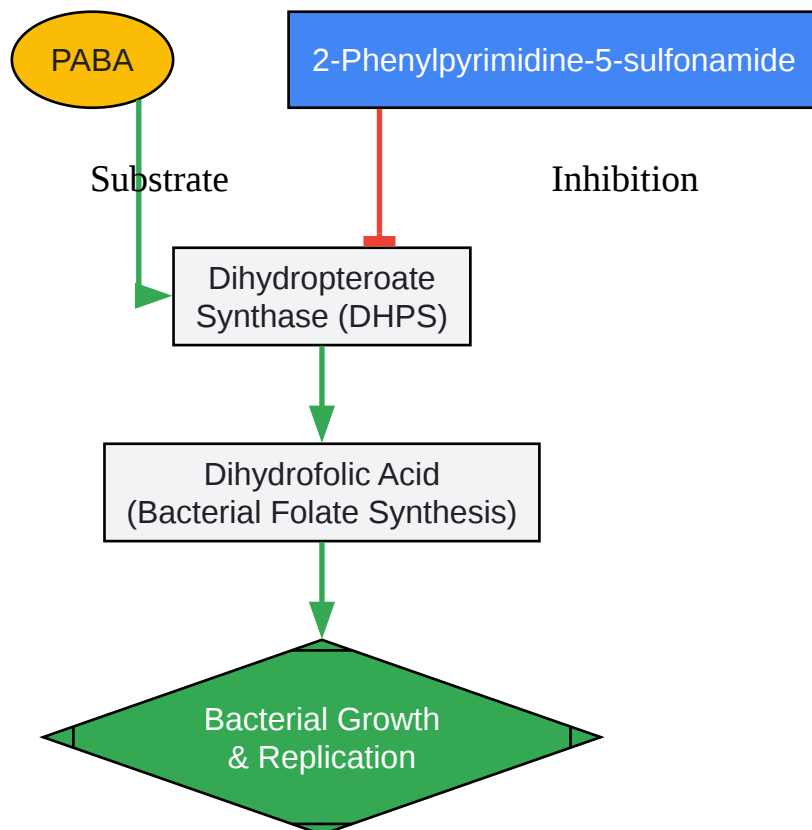 PABA
2-Phenylpyrimidine-5-sulfonamide
Substrate
Inhibition
Dihydropteroate
Synthase (DHPS)
Dihydrofolic Acid
(Bacterial Folate Synthesis)
Bacterial Growth
& Replication